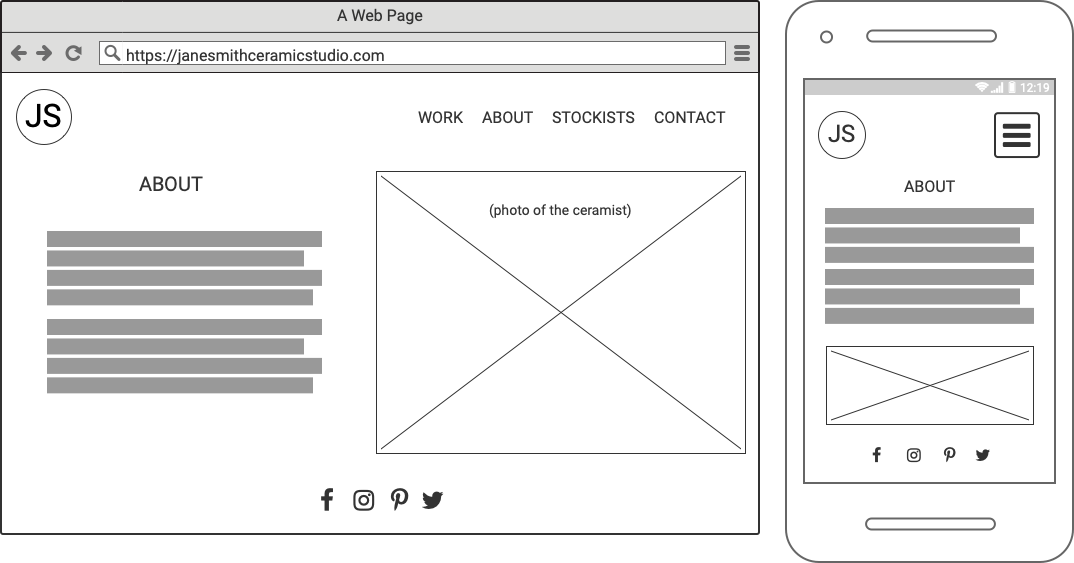 A Web Page
https://janesmithceramicstudio.com
JS
WORK ABOUT STOCKISTS CONTACT
ABOUT
(photo of the ceramist)
12:19
JS
ABOUT